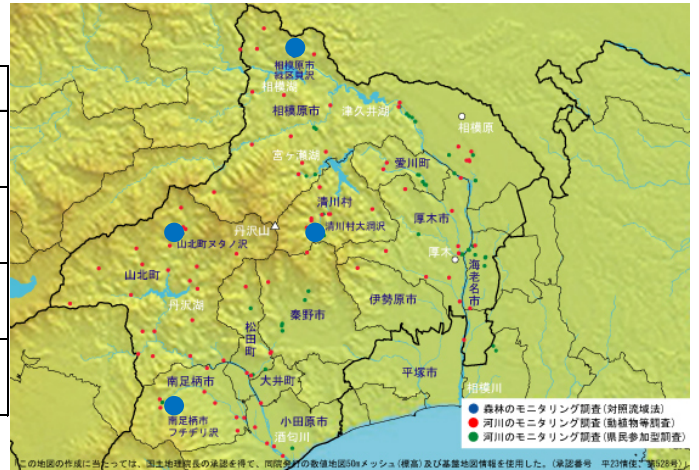 相模原市
緑区貝沢
相模湖
相模原市
津久井湖
相模原
宮ヶ瀬湖
愛川町
清川村
丹沢山
清川村大洞沢
山北町ヌタノ沢
厚木市
厚木
海老名市
山北町
丹沢湖
秦野市
伊勢原市
松田町
平塚市
南足柄市
大井町
相模川
南足柄市
フチヂリ沢
小田原市
酒匂川
森林のモニタリング調査(対照流域法)
河川のモニタリング調査(動植物等調査)
河川のモニタリング調査(県民参加型調査)
「この地図の作成に当たっては、国土地理院長の承認を得て、同院発行の数値地図50mメッシュ(標高)及び基盤地図情報を使用した。(承認番号 平23情使、第528号)」